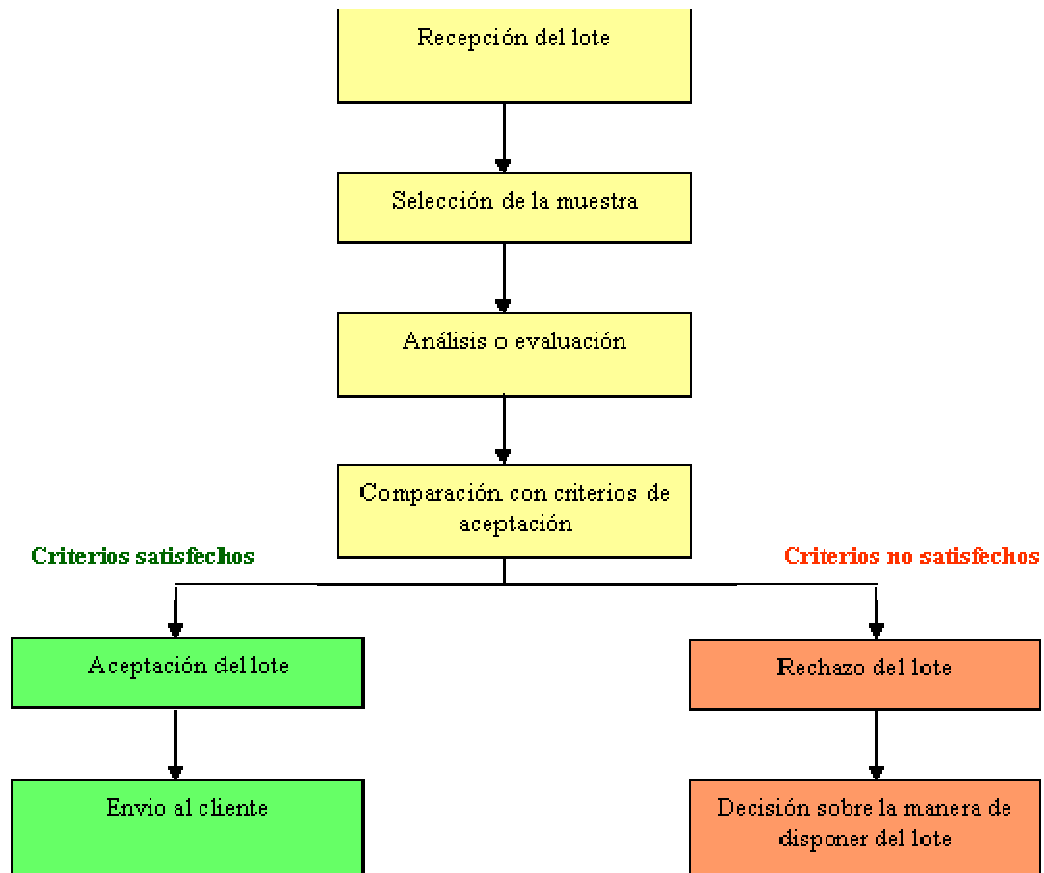 Recepción del lote
Selección de la muestra
Análisis o evaluación
Comparación con criterios de
aceptación
Criterios satisfechos
Criterios no satisfechos
Aceptación del lote
Rechazo del lote
Envio al cliente
Decisión sobre la manera de
disponer del lote